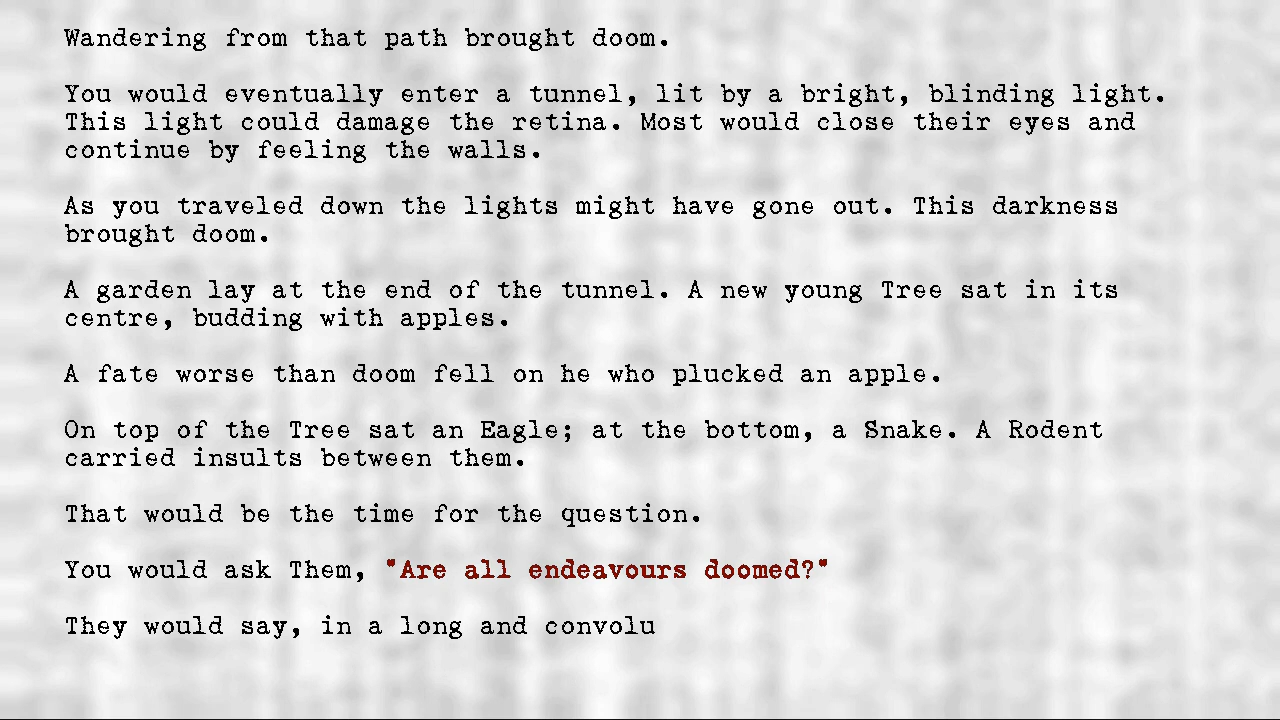 Wandering from that path brought doom.
You would eventually enter a tunnel, lit by a bright, blinding light.
This light could damage the retina. Most would close their eyes and
continue by feeling the walls.
As you traveled down the lights might have gone out. This darkness
brought doom.
A garden lay at the end of the tunnel. A new young Tree sat in its
centre, budding with apples.
A fate worse than doom fell on he who plucked an apple.
On top of the Tree sat an Eagle; at the bottom, a Snake. A Rodent
carried insults between them.
That would be the time for the question.
You would ask Them, "Are all endeavours doomed?"
They would say, in a long and convolu